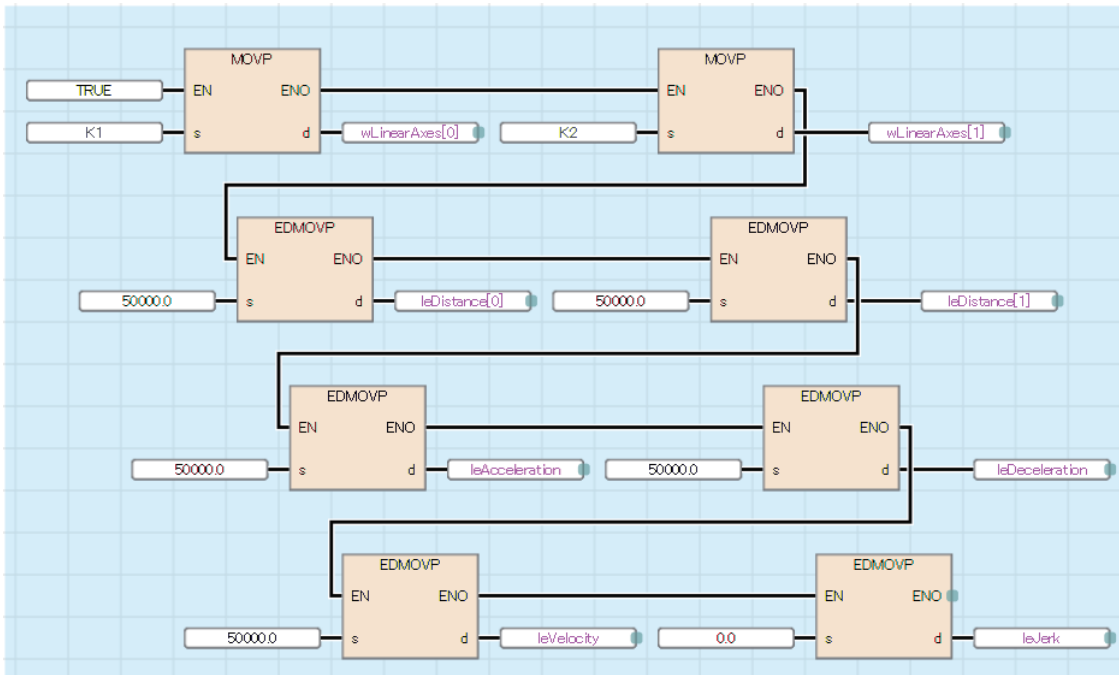 MOVP MOVP
TRUE EN ENO EN ENO
K1 s d wLinearAxes[0] K2 s d wLinearAxes[1]
EDMOVP EDMOVP
EN ENO EN ENO
50000.0 s d leDistance[0] 50000.0 s d leDistance[1]
EDMOVP EDMOVP
EN ENO EN ENO
50000.0 s d leAcceleration 50000.0 s d leDeceleration
EDMOVP EDMOVP
EN ENO EN ENO
50000.0 s d leVelocity 0.0 s d leJerk